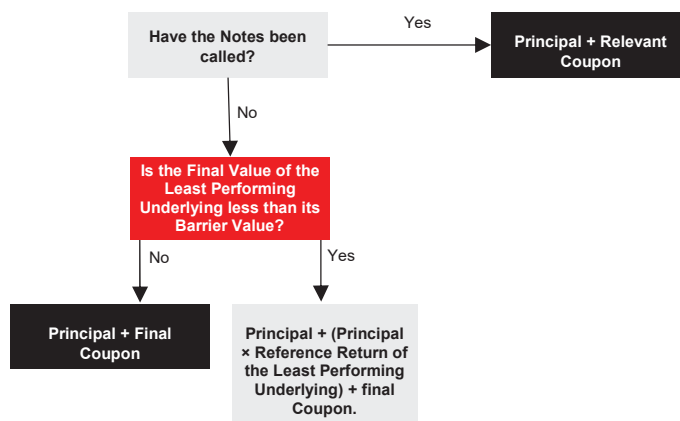 Have the Notes been
called?
Yes
Principal + Relevant
Coupon
No
Is the Final Value of the
Least Performing
Underlying less than its
Barrier Value?
No
Yes
Principal + Final
Coupon
Principal + (Principal
× Reference Return of
the Least Performing
Underlying) + final
Coupon.